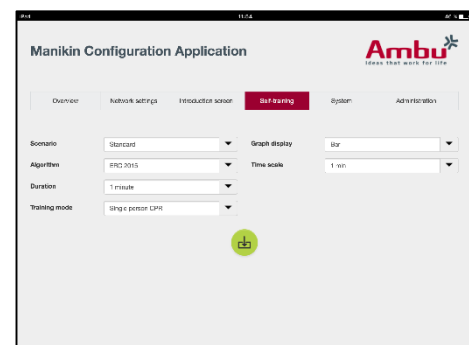 iPad 11:04
Manikin Configuration Application
Ambu
Ideas that work for life
Overview Network settings Introduction screen Self-training System Administration
Scenario Standard Graph display Bar
Algorithm ERC 2015 Time scale 1 min
Duration 1 minute
Training mode Single person CPR